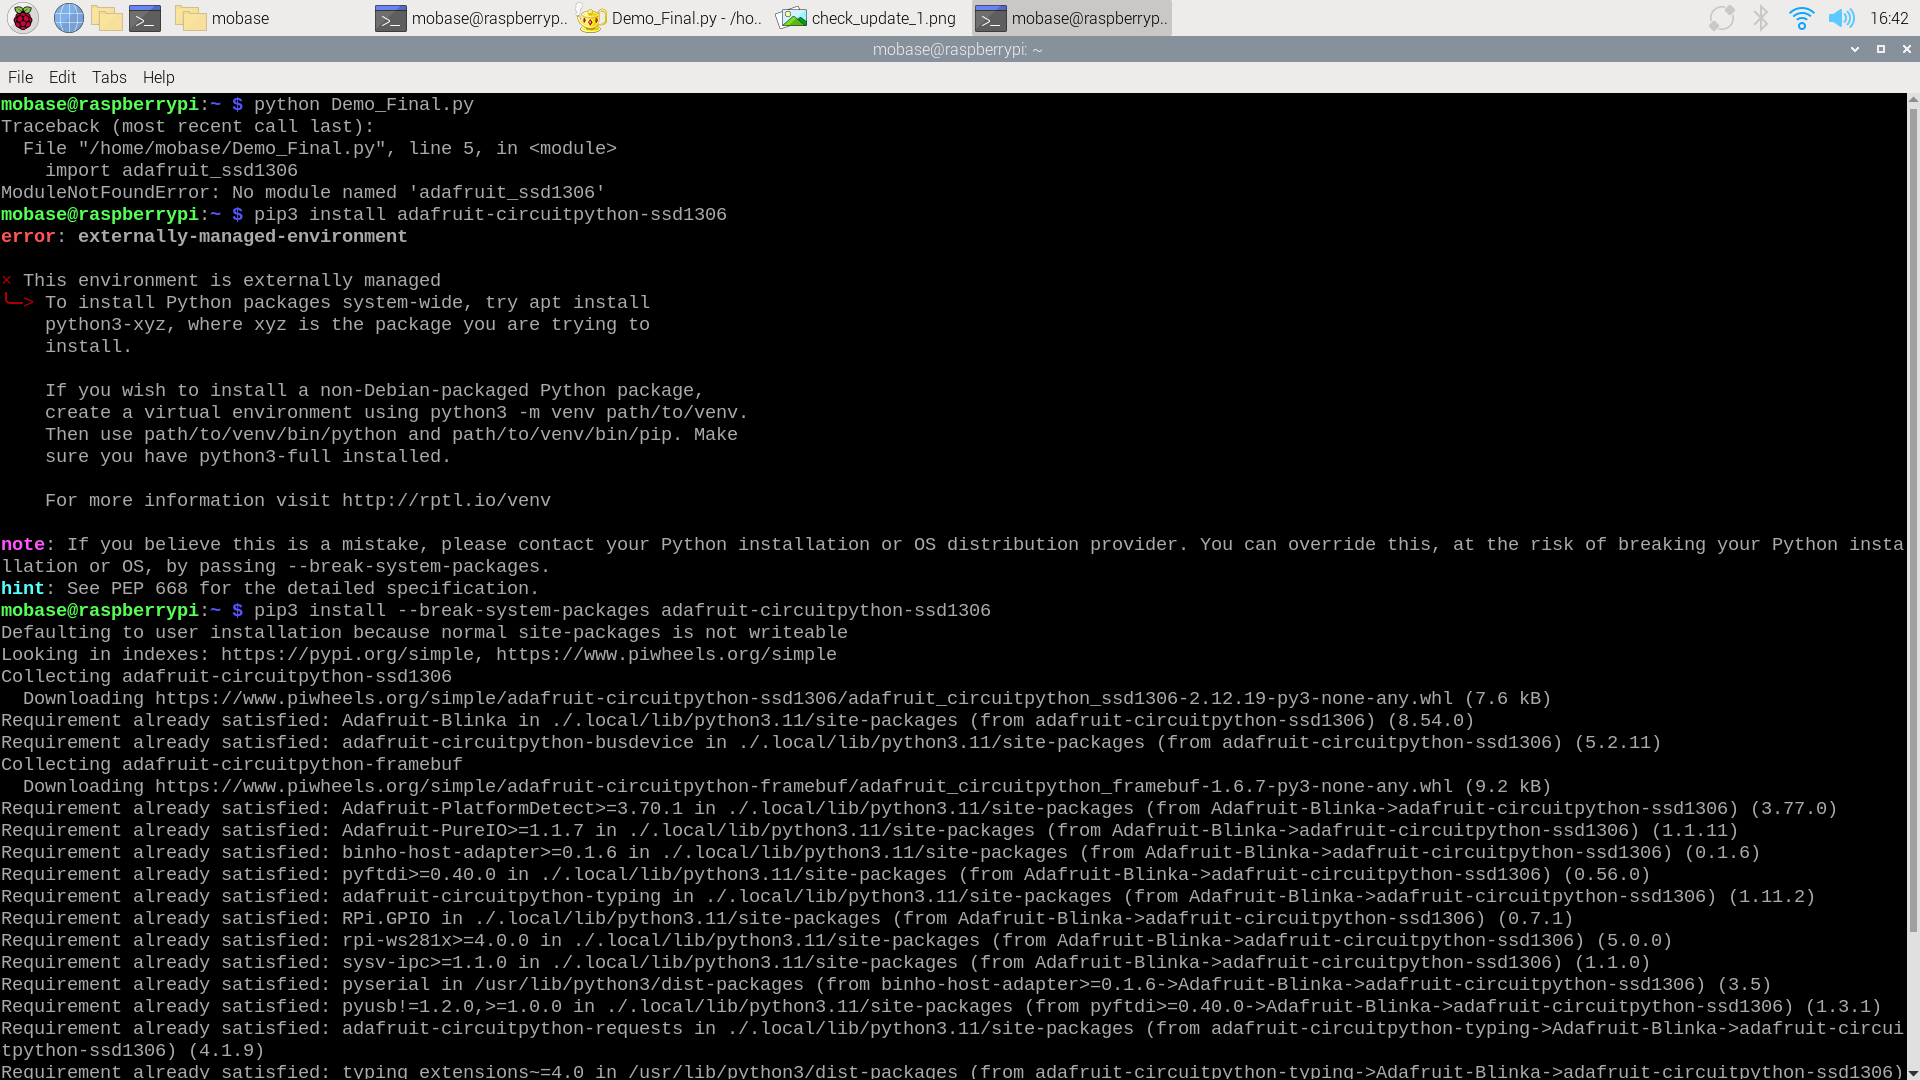 mobase
mobase@raspberryp..
Demo_Final.py - /ho..
check_update_1.png
mobase@raspberryp..
16:42
mobase@raspberrypi: ~
File Edit Tabs Help
mobase@raspberrypi:~ $ python Demo_Final.py
Traceback (most recent call last):
  File "/home/mobase/Demo_Final.py", line 5, in <module>
    import adafruit_ssd1306
ModuleNotFoundError: No module named 'adafruit_ssd1306'
mobase@raspberrypi:~ $ pip3 install adafruit-circuitpython-ssd1306
error: externally-managed-environment
× This environment is externally managed
╰─> To install Python packages system-wide, try apt install
    python3-xyz, where xyz is the package you are trying to
    install.
    If you wish to install a non-Debian-packaged Python package,
    create a virtual environment using python3 -m venv path/to/venv.
    Then use path/to/venv/bin/python and path/to/venv/bin/pip. Make
    sure you have python3-full installed.
    For more information visit http://rptl.io/venv
note: If you believe this is a mistake, please contact your Python installation or OS distribution provider. You can override this, at the risk of breaking your Python insta
llation or OS, by passing --break-system-packages.
hint: See PEP 668 for the detailed specification.
mobase@raspberrypi:~ $ pip3 install --break-system-packages adafruit-circuitpython-ssd1306
Defaulting to user installation because normal site-packages is not writeable
Looking in indexes: https://pypi.org/simple, https://www.piwheels.org/simple
Collecting adafruit-circuitpython-ssd1306
  Downloading https://www.piwheels.org/simple/adafruit-circuitpython-ssd1306/adafruit_circuitpython_ssd1306-2.12.19-py3-none-any.whl (7.6 kB)
Requirement already satisfied: Adafruit-Blinka in ./.local/lib/python3.11/site-packages (from adafruit-circuitpython-ssd1306) (8.54.0)
Requirement already satisfied: adafruit-circuitpython-busdevice in ./.local/lib/python3.11/site-packages (from adafruit-circuitpython-ssd1306) (5.2.11)
Collecting adafruit-circuitpython-framebuf
  Downloading https://www.piwheels.org/simple/adafruit-circuitpython-framebuf/adafruit_circuitpython_framebuf-1.6.7-py3-none-any.whl (9.2 kB)
Requirement already satisfied: Adafruit-PlatformDetect>=3.70.1 in ./.local/lib/python3.11/site-packages (from Adafruit-Blinka->adafruit-circuitpython-ssd1306) (3.77.0)
Requirement already satisfied: Adafruit-PureIO>=1.1.7 in ./.local/lib/python3.11/site-packages (from Adafruit-Blinka->adafruit-circuitpython-ssd1306) (1.1.11)
Requirement already satisfied: binho-host-adapter>=0.1.6 in ./.local/lib/python3.11/site-packages (from Adafruit-Blinka->adafruit-circuitpython-ssd1306) (0.1.6)
Requirement already satisfied: pyftdi>=0.40.0 in ./.local/lib/python3.11/site-packages (from Adafruit-Blinka->adafruit-circuitpython-ssd1306) (0.56.0)
Requirement already satisfied: adafruit-circuitpython-typing in ./.local/lib/python3.11/site-packages (from Adafruit-Blinka->adafruit-circuitpython-ssd1306) (1.11.2)
Requirement already satisfied: RPi.GPIO in ./.local/lib/python3.11/site-packages (from Adafruit-Blinka->adafruit-circuitpython-ssd1306) (0.7.1)
Requirement already satisfied: rpi-ws281x>=4.0.0 in ./.local/lib/python3.11/site-packages (from Adafruit-Blinka->adafruit-circuitpython-ssd1306) (5.0.0)
Requirement already satisfied: sysv-ipc>=1.1.0 in ./.local/lib/python3.11/site-packages (from Adafruit-Blinka->adafruit-circuitpython-ssd1306) (1.1.0)
Requirement already satisfied: pyserial in /usr/lib/python3/dist-packages (from binho-host-adapter>=0.1.6->Adafruit-Blinka->adafruit-circuitpython-ssd1306) (3.5)
Requirement already satisfied: pyusb!=1.2.0,>=1.0.0 in ./.local/lib/python3.11/site-packages (from pyftdi>=0.40.0->Adafruit-Blinka->adafruit-circuitpython-ssd1306) (1.3.1)
Requirement already satisfied: adafruit-circuitpython-requests in ./.local/lib/python3.11/site-packages (from adafruit-circuitpython-typing->Adafruit-Blinka->adafruit-circui
tpython-ssd1306) (4.1.9)
Requirement already satisfied: typing_extensions~=4.0 in /usr/lib/python3/dist-packages (from adafruit-circuitpython-typing->Adafruit-Blinka->adafruit-circuitpython-ssd1306)